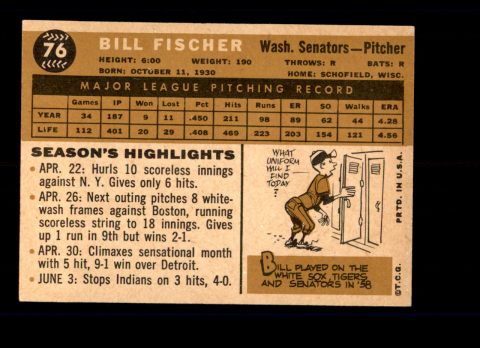 76
BILL FISCHER
Wash. Senators—Pitcher
HEIGHT: 6:00 WEIGHT: 190 THROWS: R BATS: R
BORN: OCTOBER 11, 1930 HOME: SCHOFIELD, WISC.
MAJOR LEAGUE PITCHING RECORD
Games IP Won Lost Pct Hits Runs ER SO Walks ERA
YEAR 34 187 9 11 .450 211 98 89 62 44 4.28
LIFE 112 401 20 29 .408 469 223 203 154 121 4.56
SEASON'S HIGHLIGHTS
• APR. 22: Hurls 10 scoreless innings
against N. Y. Gives only 6 hits.
• APR. 26: Next outing pitches 8 white-
wash frames against Boston, running
scoreless string to 18 innings. Gives
up 1 run in 9th but wins 2-1.
• APR. 30: Climaxes sensational month
with 5 hit, 9-1 win over Detroit.
• JUNE 3: Stops Indians on 3 hits, 4-0.
WHAT
UNIFORM
WILL I
FIND
TODAY
?
BILL PLAYED ON THE
WHITE SOX, TIGERS
AND SENATORS IN '58
©T.C.G. PRTD. IN U.S.A.